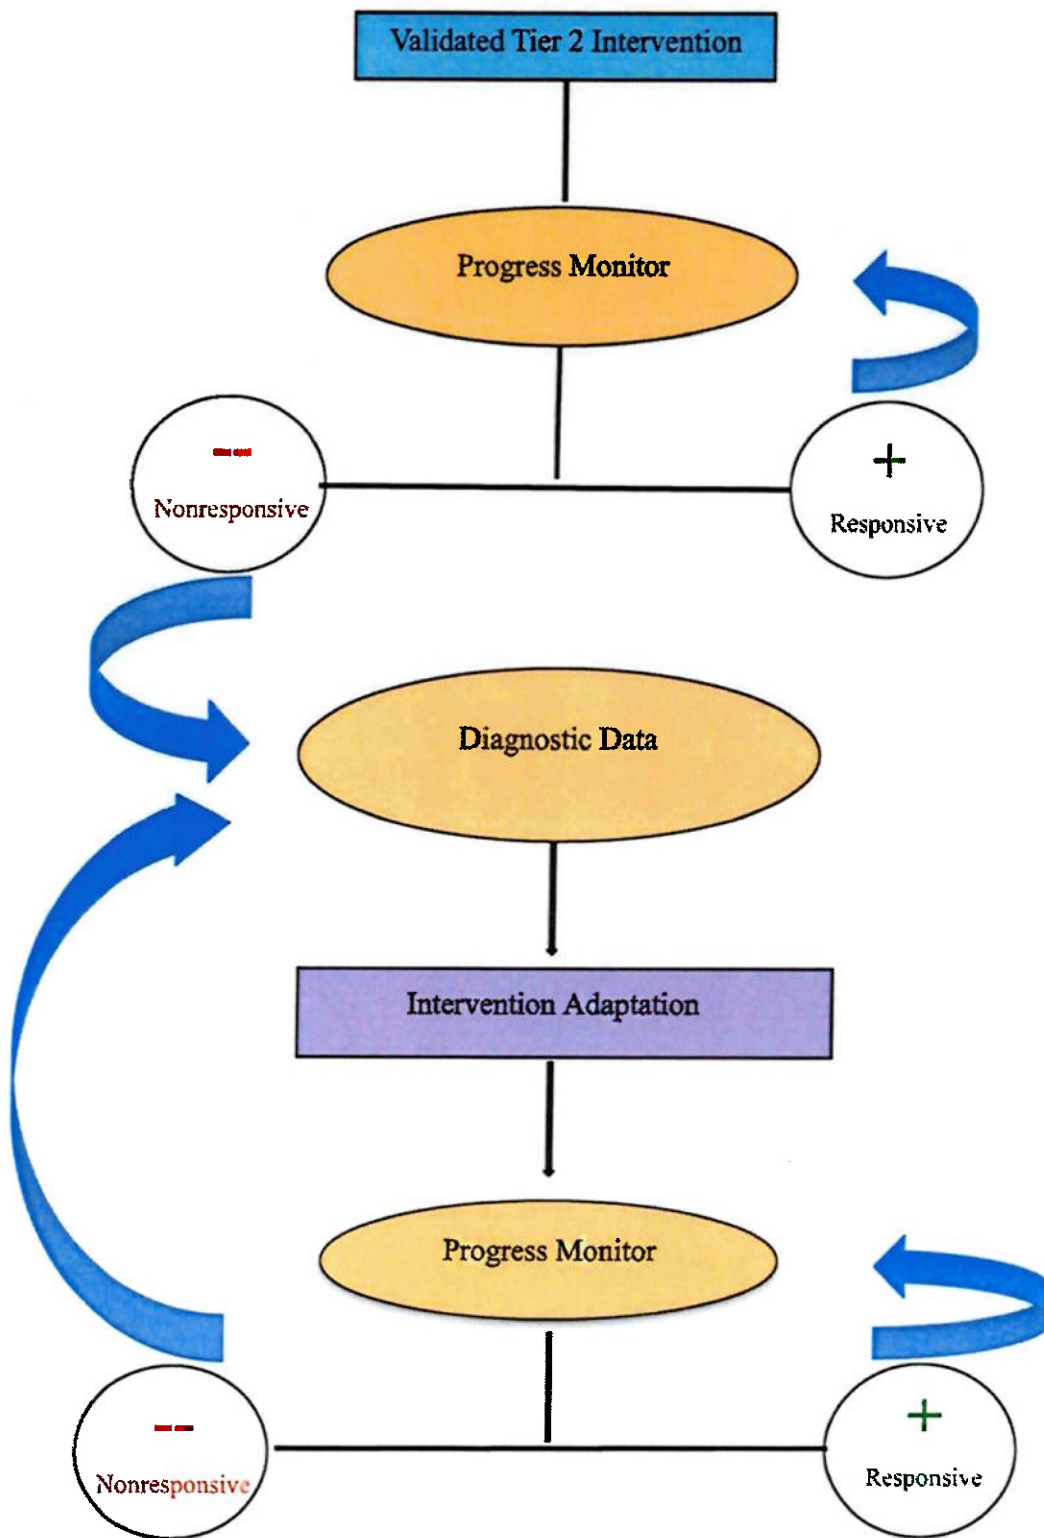 Validated Tier 2 Intervention
Progress Monitor
--
Nonresponsive
+
Responsive
Diagnostic Data
Intervention Adaptation
Progress Monitor
--
Nonresponsive
+
Responsive